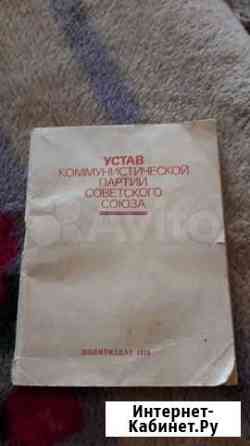 УСТАВ
КОММУНИСТИЧЕСКОЙ
ПАРТИИ
СОВЕТСКОГО
СОЮЗА
Avito
ПОЛИТИЗДАТ
Интернет-
Кабинет.Ру